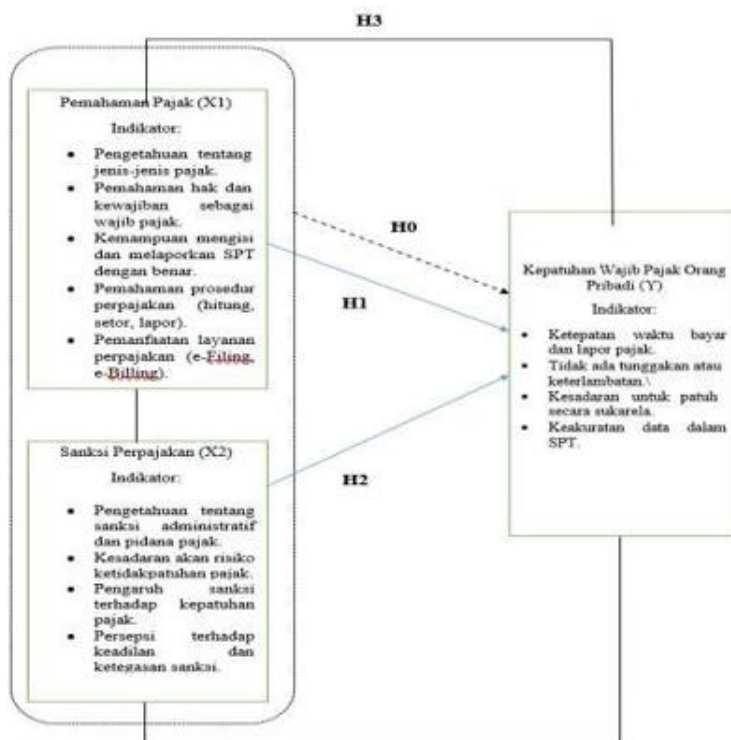 H3
Pemahaman Pajak (X1)
Indikator:
• Pengetahuan tentang
jenis-jenis pajak.
• Pemahaman hak dan
kewajiban sebagai
wajib pajak.
• Kemampuan mengisi
dan melaporkan SPT
dengan benar.
• Pemahaman prosedur
perpajakan (hitung,
setor, lapor).
• Pemanfaatan layanan
perpajakan (e-Filing,
e-Billing).
H0
H1
Sanksi Perpajakan (X2)
Indikator:
• Pengetahuan tentang
sanksi administratif
dan pidana pajak.
• Kesadaran akan risiko
ketidakpatuhan pajak.
• Pengaruh sanksi
terhadap kepatuhan
pajak.
• Persepsi terhadap
keadilan dan
ketegasan sanksi.
H2
Kepatuhan Wajib Pajak Orang
Pribadi (Y)
Indikator:
• Ketepatan waktu bayar
dan lapor pajak.
• Tidak ada tunggakan atau
keterlambatan.\
• Kesadaran untuk patuh
secara sukarela.
• Keakuratan data dalam
SPT.